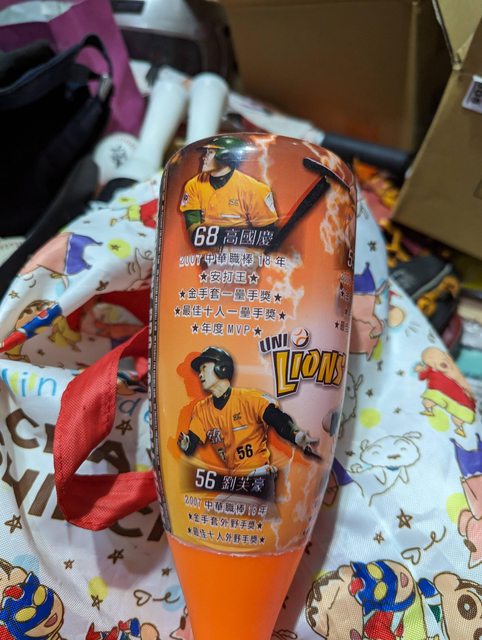 68 高國慶
2007 中華職棒 18 年
★安打王★
★金手套一壘手獎★
★最佳十人一壘手獎★
★年度MVP★
UNI
LIONS
56
56 劉芙豪
2007 中華職棒 18 年
★金手套外野手獎★
★最佳十人外野手獎★